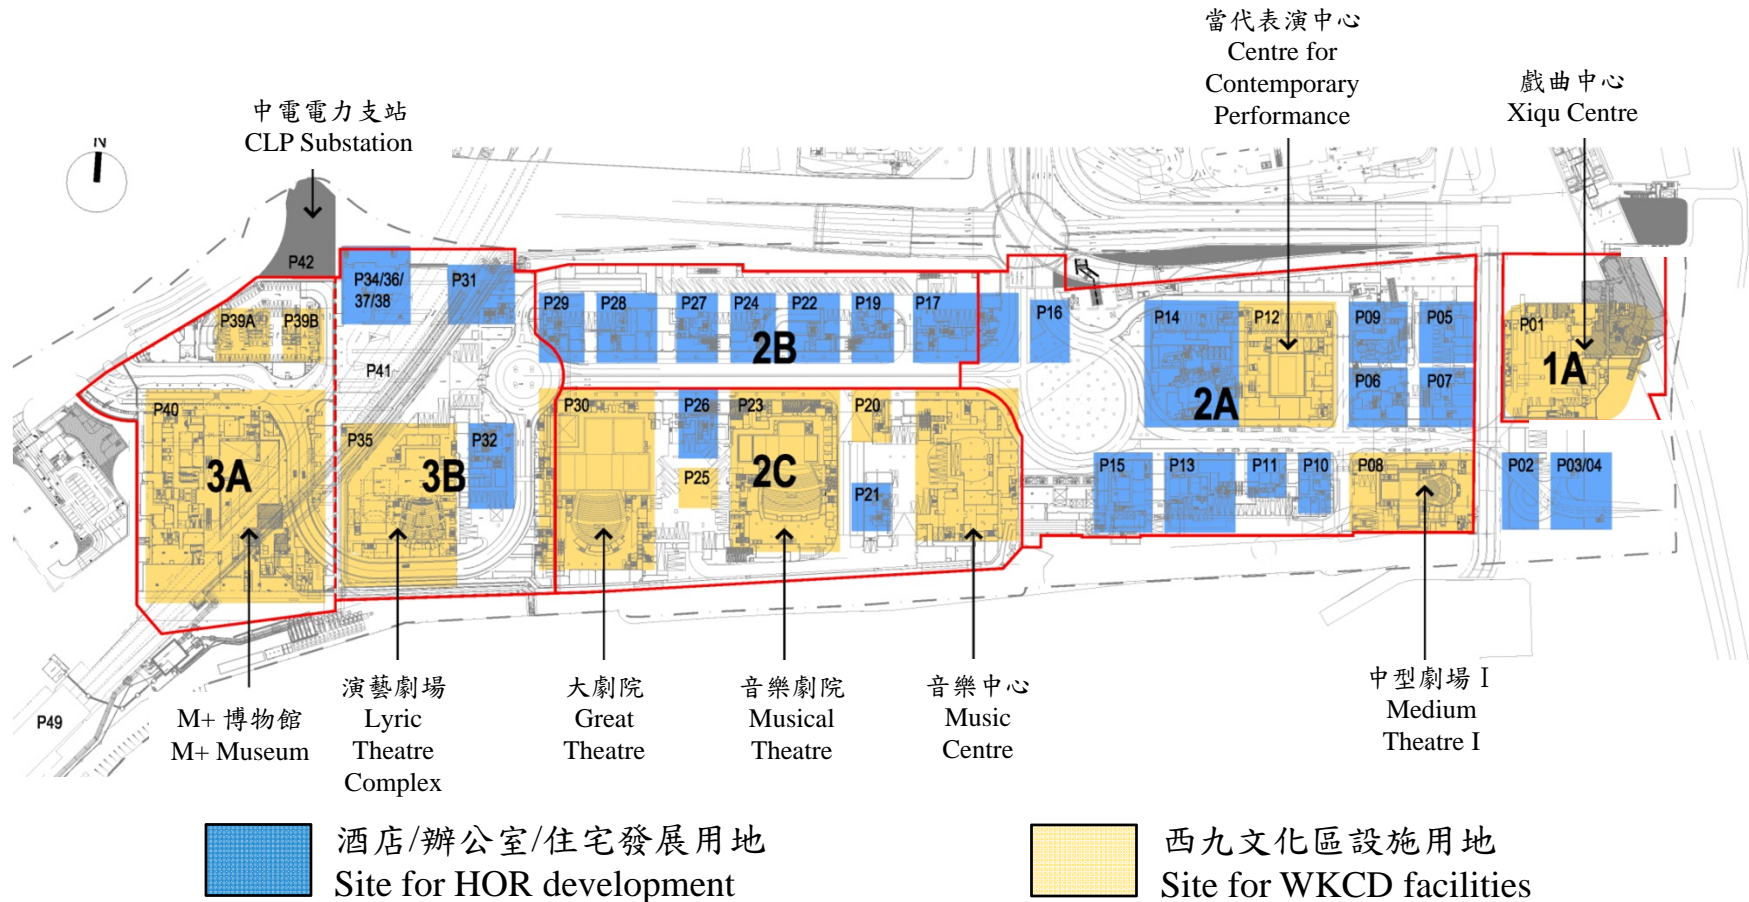 當代表演中心
Centre for
Contemporary
Performance
戲曲中心
Xiqu Centre
中電電力支站
CLP Substation
N
P42
P34/36/
37/38
P31
P29
P28
P27
P24
P22
P19
P17
P16
P14
P12
P09
P05
P01
P39A
P39B
P41
2B
2A
P06
P07
1A
P40
P35
P32
P30
P26
P23
P20
3A
3B
P25
2C
P21
P15
P13
P11
P10
P08
P02
P03/04
P49
M+ 博物館
M+ Museum
演藝劇場
Lyric
Theatre
Complex
大劇院
Great
Theatre
音樂劇院
Musical
Theatre
音樂中心
Music
Centre
中型劇場 I
Medium
Theatre I
酒店/辦公室/住宅發展用地
Site for HOR development
西九文化區設施用地
Site for WKCD facilities